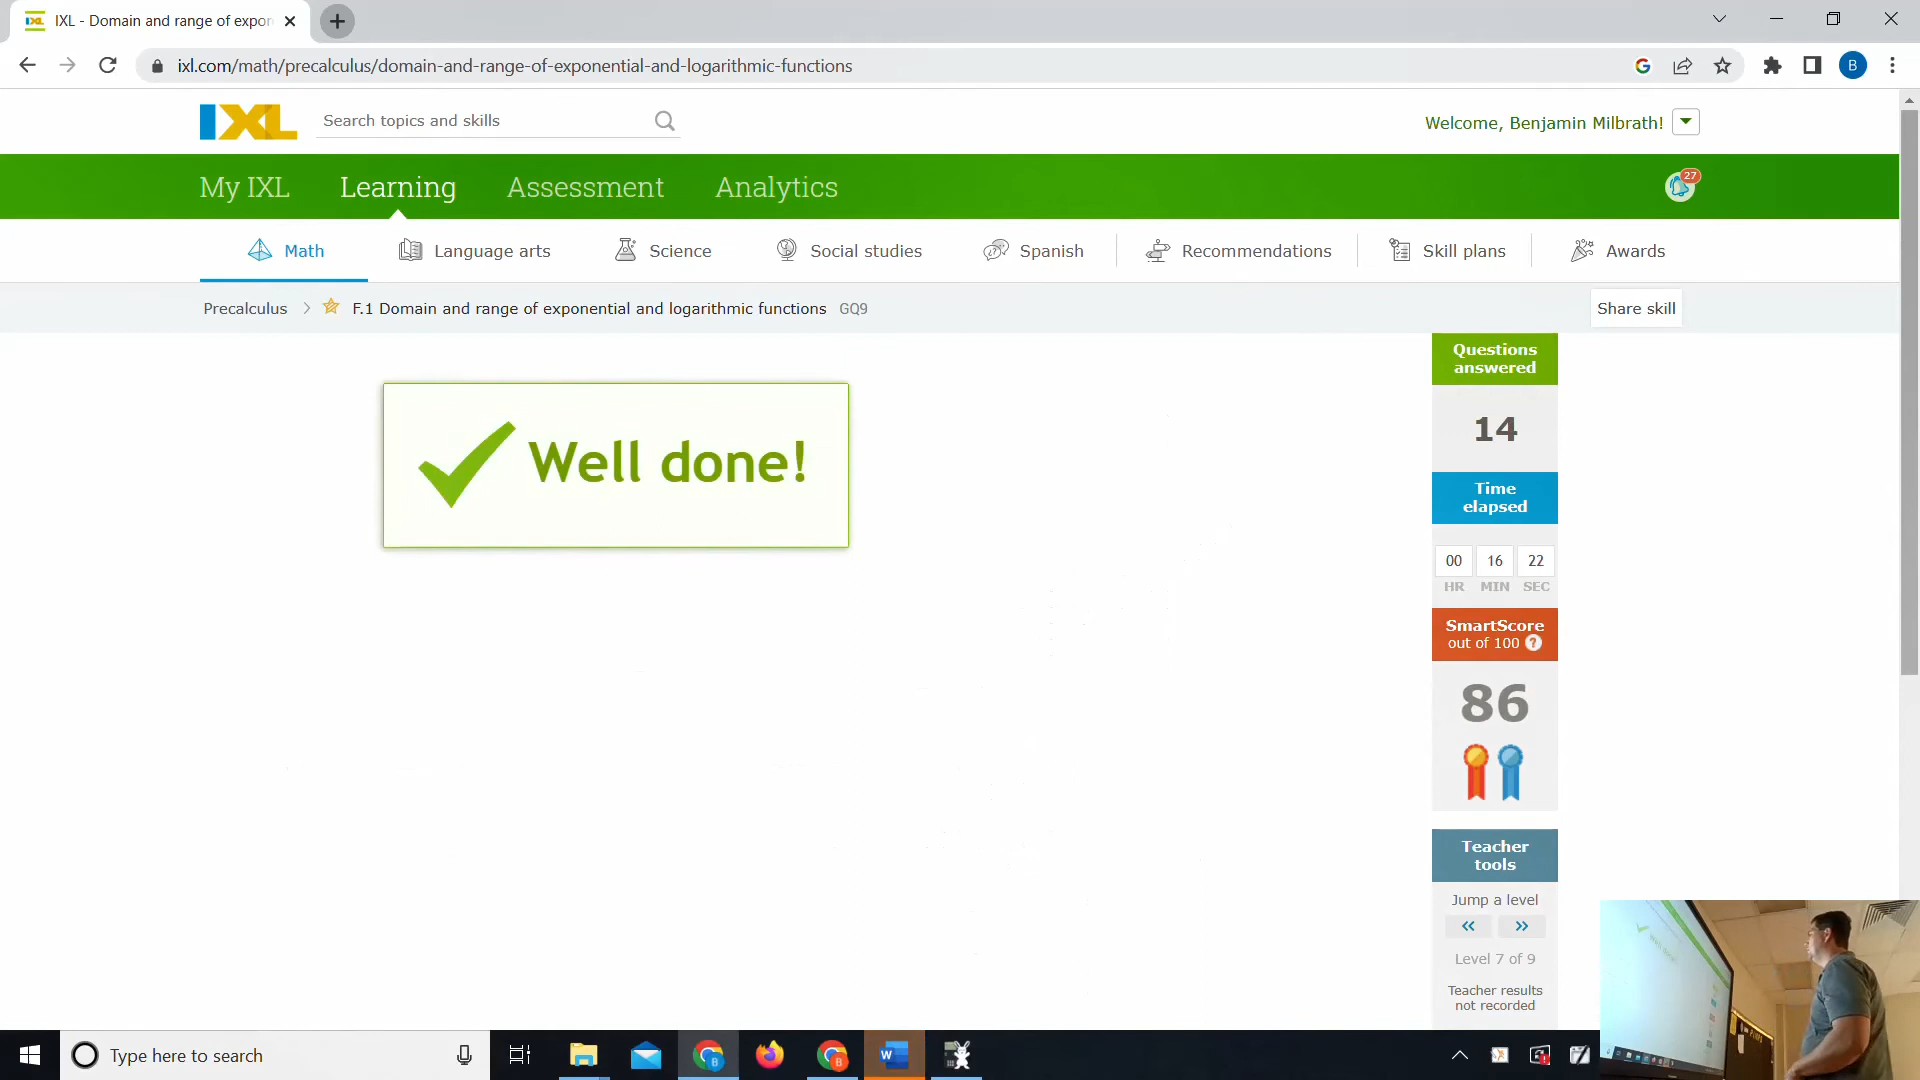 IXL - Domain and range of expon
ixl.com/math/precalculus/domain-and-range-of-exponential-and-logarithmic-functions
B
IXL
Search topics and skills
Welcome, Benjamin Milbrath!
My IXL
Learning
Assessment
Analytics
27
Math
Language arts
Science
Social studies
Spanish
Recommendations
Skill plans
Awards
Precalculus
F.1 Domain and range of exponential and logarithmic functions GQ9
Share skill
Well done!
Questions
answered
14
Time
elapsed
00 16 22
HR MIN SEC
SmartScore
out of 100 ?
86
Teacher
tools
Jump a level
Level 7 of 9
Teacher results
not recorded
Type here to search